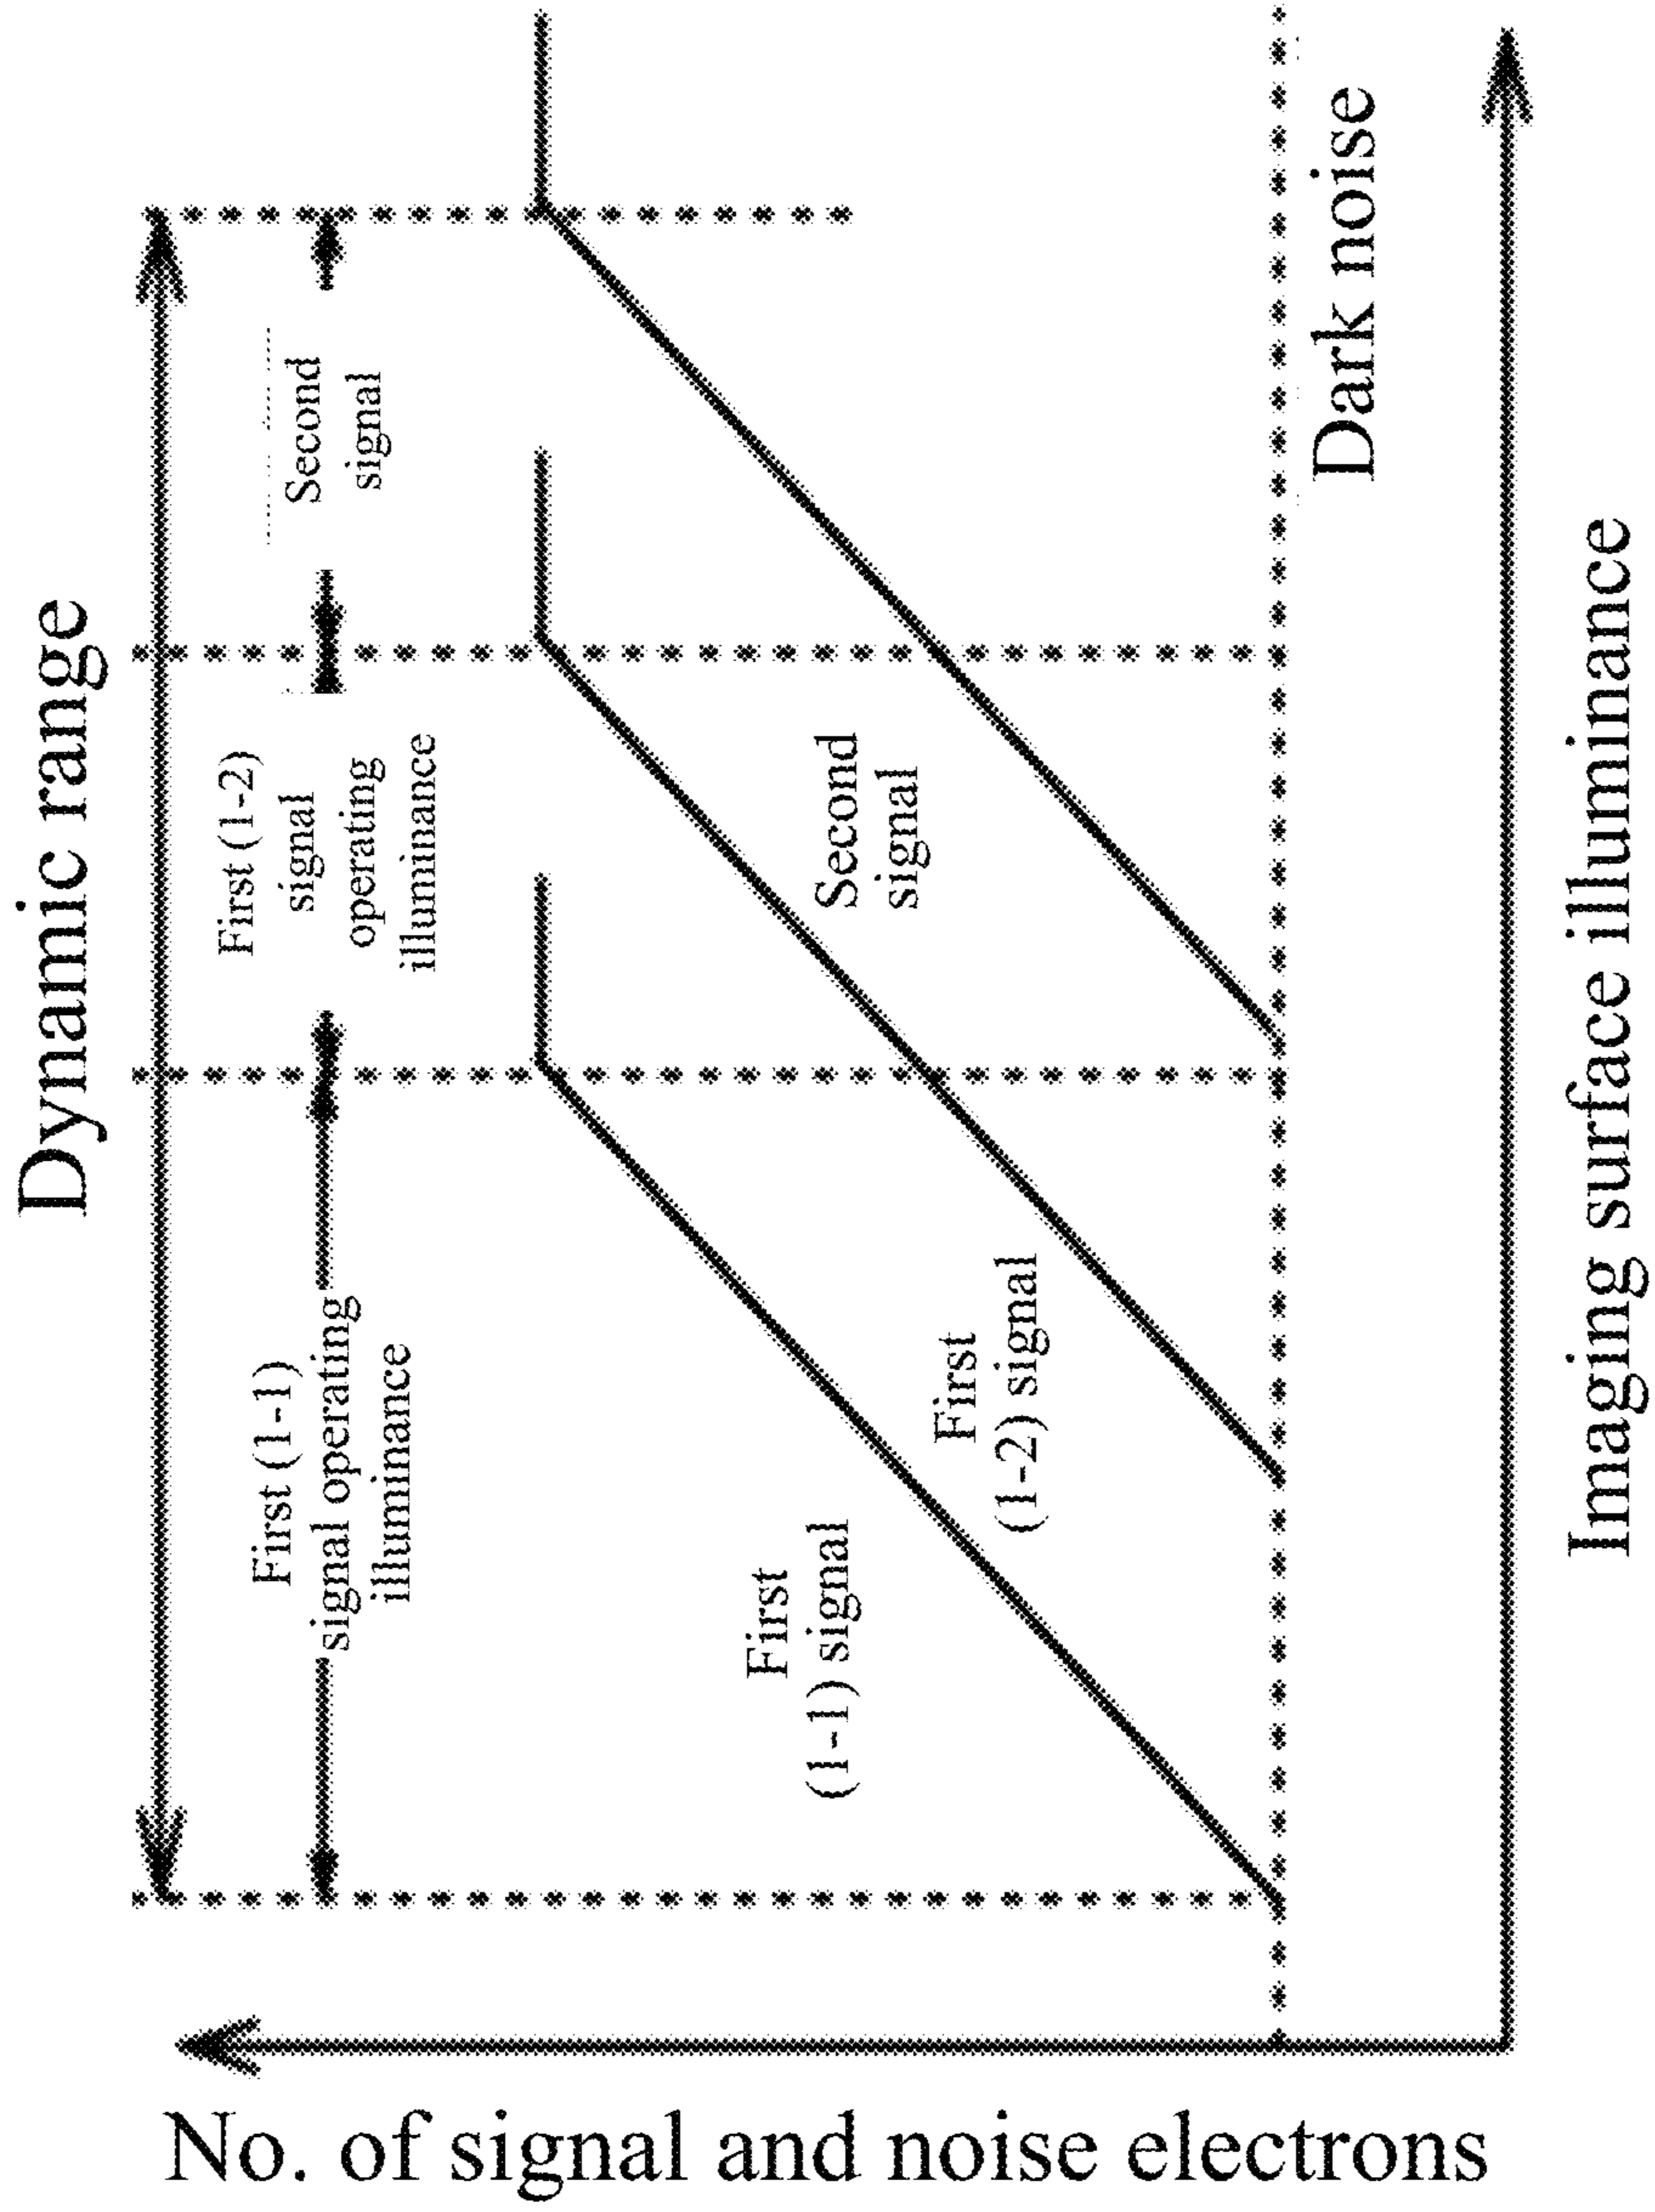 Dynamic range
First (1-1)
signal operating
illuminance
First (1-2)
signal
operating
illuminance
Second
signal
First
(1-1) signal
First
(1-2) signal
Second
signal
Dark noise
Imaging surface illuminance
No. of signal and noise electrons